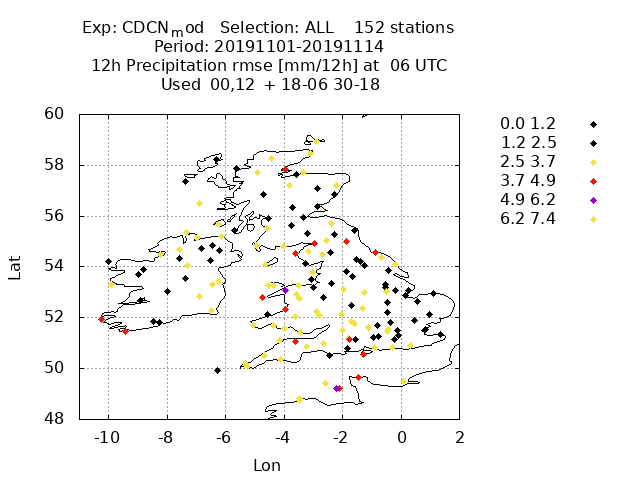 Exp: CDCNmod   Selection: ALL    152 stations
Period: 20191101-20191114
12h Precipitation rmse [mm/12h] at  06 UTC
Used  00,12  + 18-06 30-18
60
58
56
54
52
50
48
-10 -8 -6 -4 -2 0 2
Lat
Lon
0.0 1.2
1.2 2.5
2.5 3.7
3.7 4.9
4.9 6.2
6.2 7.4